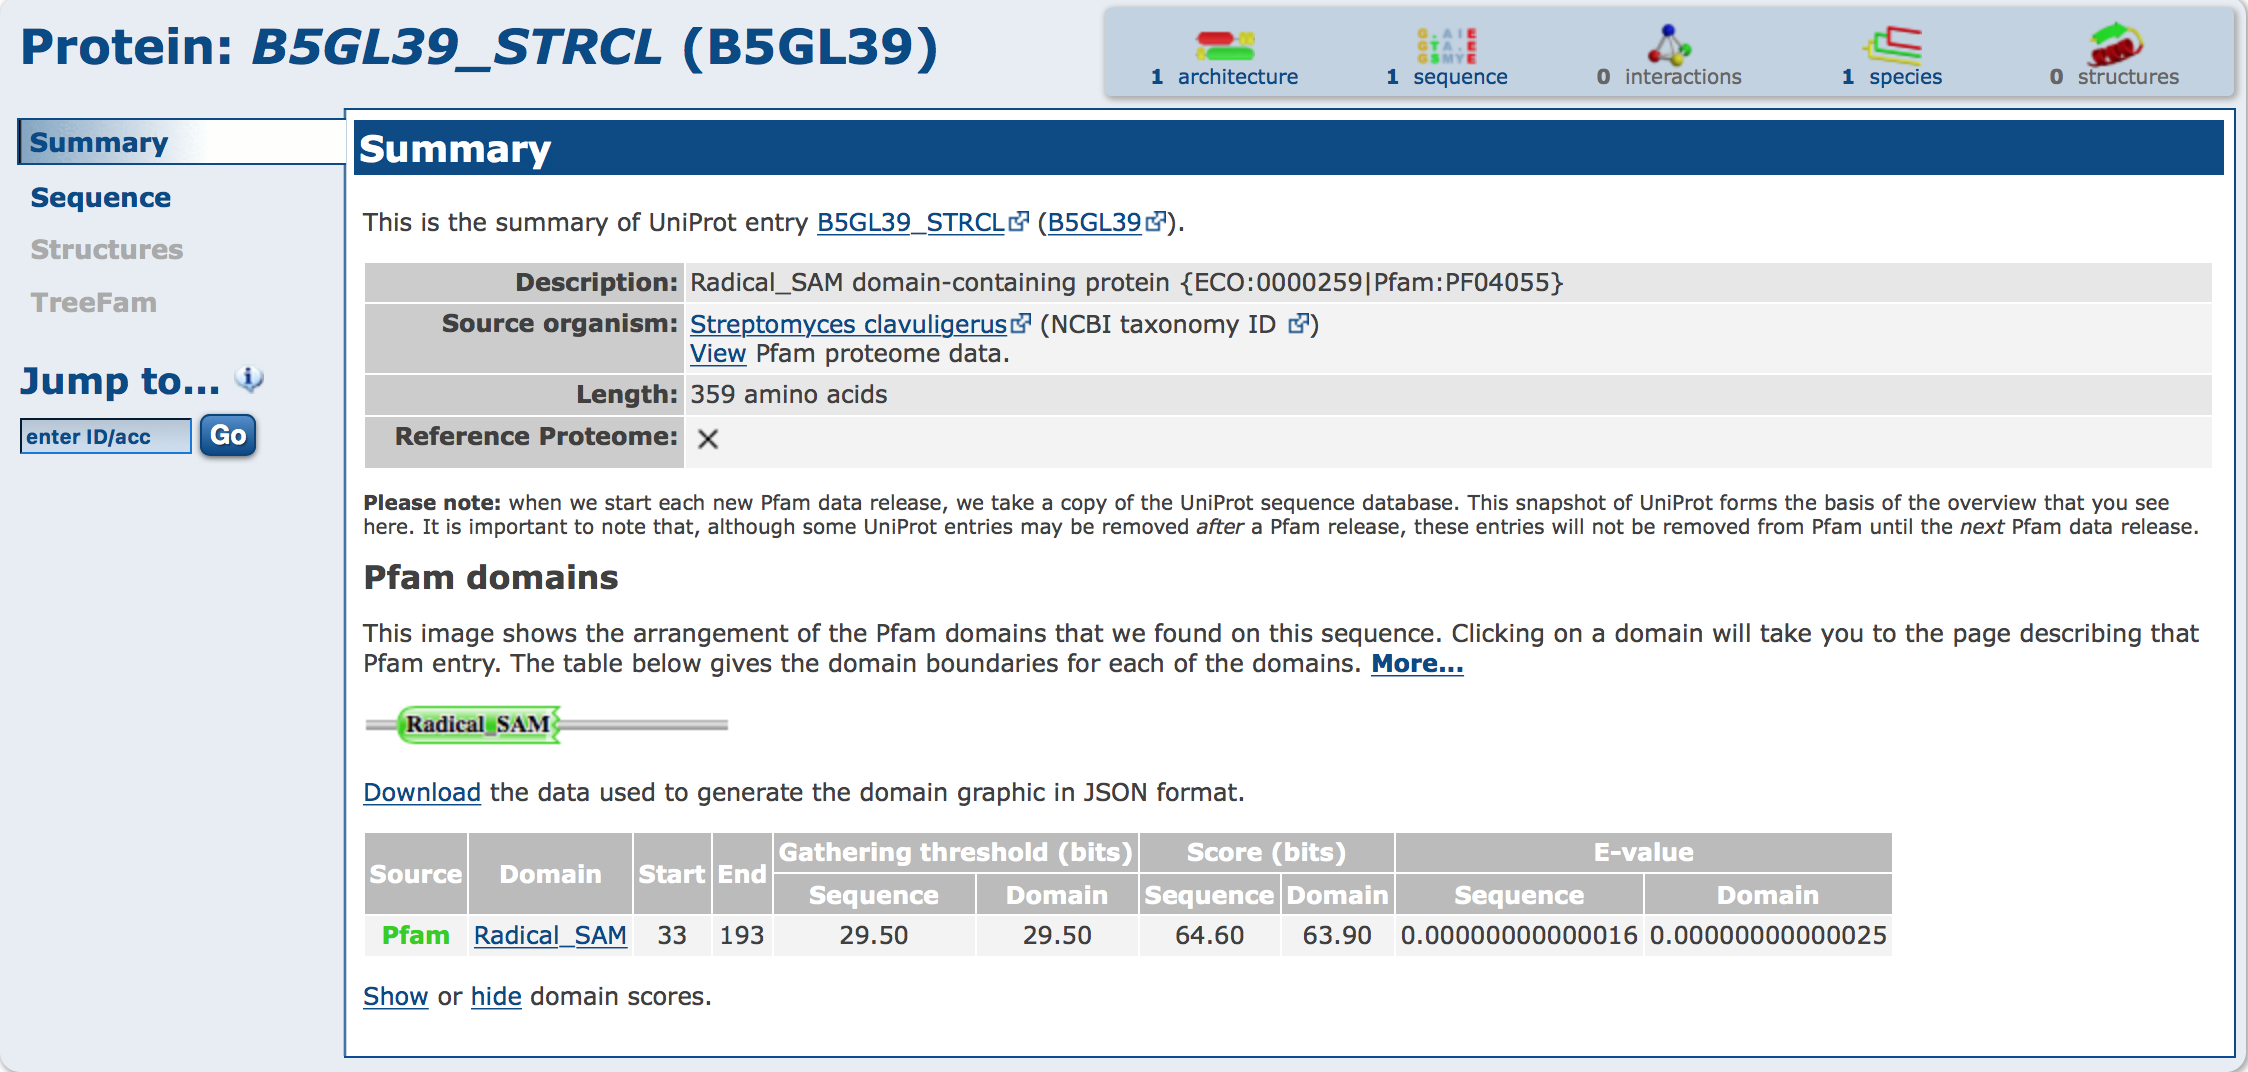 Protein: B5GL39_STRCL (B5GL39)
1 architecture
1 sequence
0 interactions
1 species
0 structures
Summary
Sequence
Structures
TreeFam
Jump to...
enter ID/acc Go
Summary
This is the summary of UniProt entry B5GL39_STRCL (B5GL39).
Description: Radical_SAM domain-containing protein {ECO:0000259|Pfam:PF04055}
Source organism: Streptomyces clavuligerus (NCBI taxonomy ID )
View Pfam proteome data.
Length: 359 amino acids
Reference Proteome:
Please note: when we start each new Pfam data release, we take a copy of the UniProt sequence database. This snapshot of UniProt forms the basis of the overview that you see
here. It is important to note that, although some UniProt entries may be removed after a Pfam release, these entries will not be removed from Pfam until the next Pfam data release.
Pfam domains
This image shows the arrangement of the Pfam domains that we found on this sequence. Clicking on a domain will take you to the page describing that
Pfam entry. The table below gives the domain boundaries for each of the domains. More...
Radical_SAM
Download the data used to generate the domain graphic in JSON format.
Source Domain Start End Gathering threshold (bits) Score (bits) E-value
Sequence Domain Sequence Domain Sequence Domain
Pfam Radical_SAM 33 193 29.50 29.50 64.60 63.90 0.00000000000016 0.00000000000025
Show or hide domain scores.